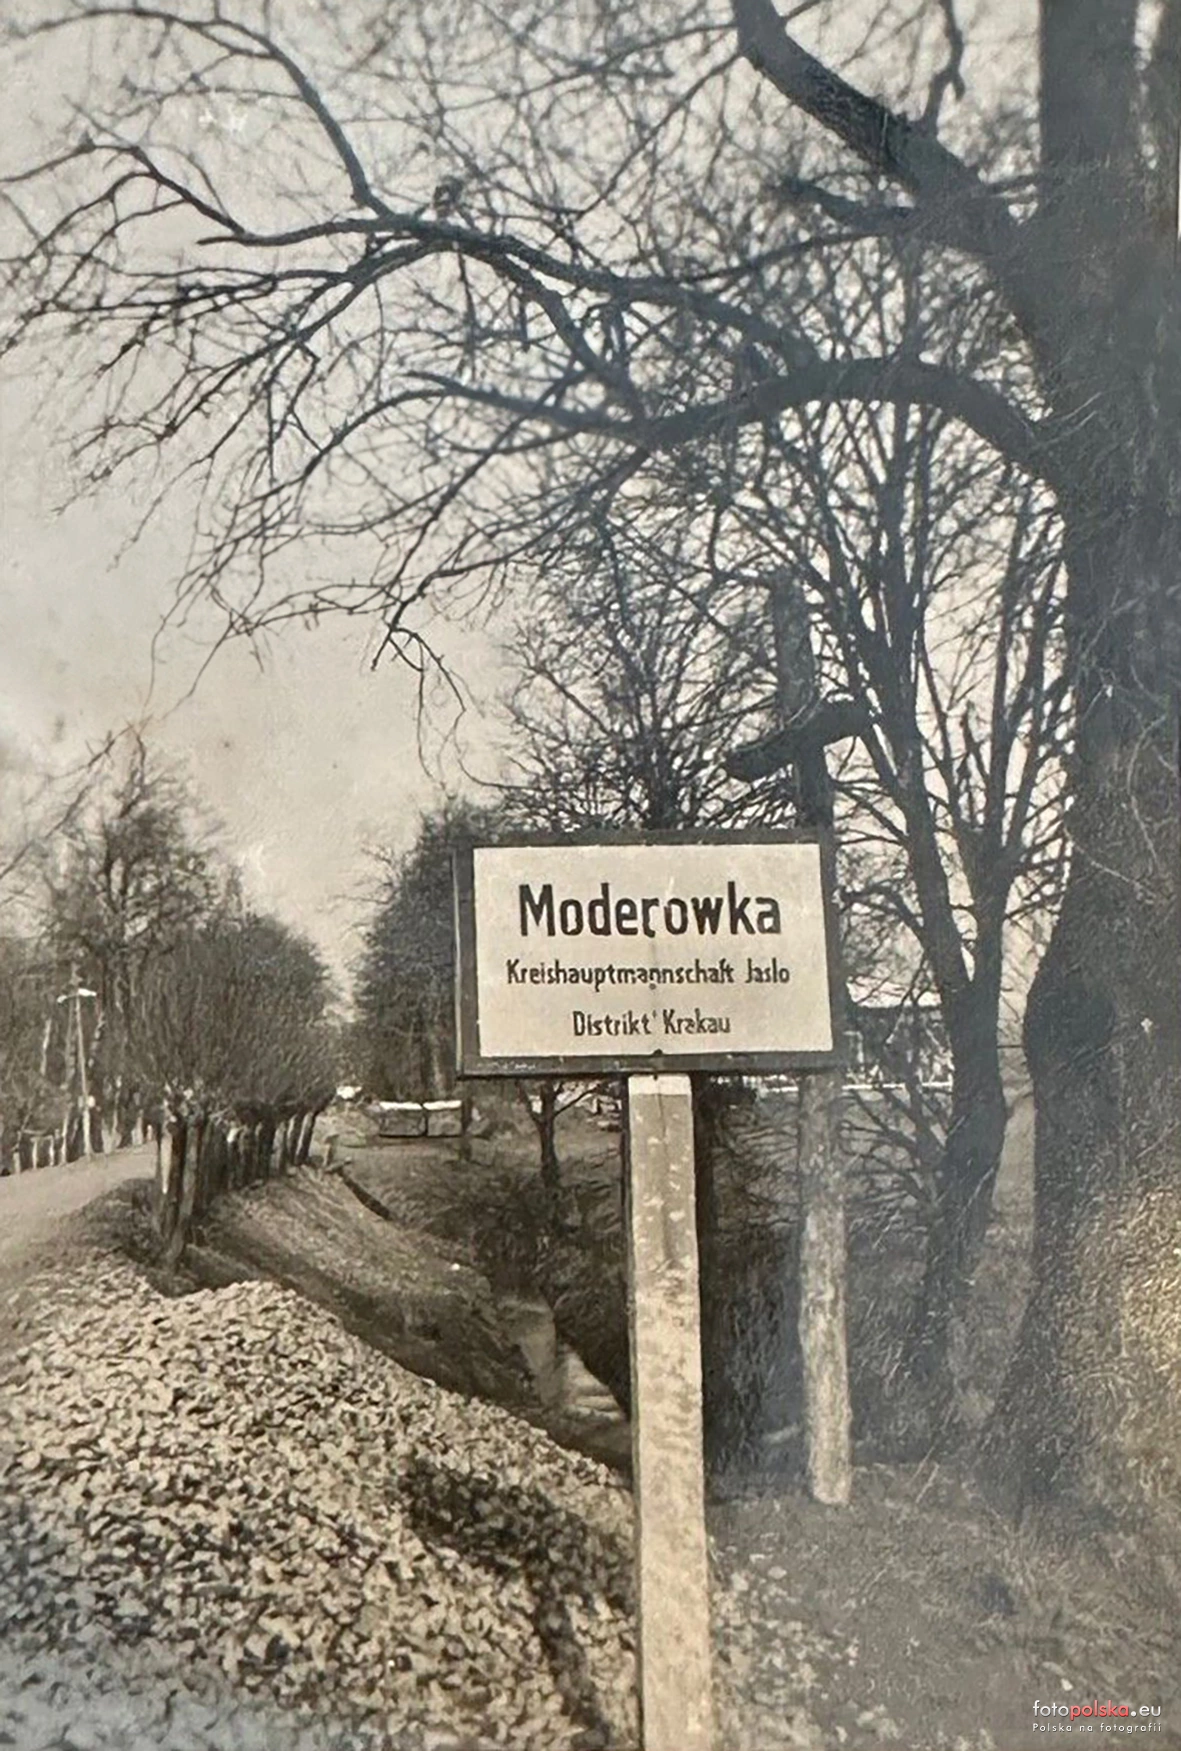 Moderowka
Kreishauptmannschaft Jaslo
Distrikt Krakau
fotopolska.eu
Polska na fotografii